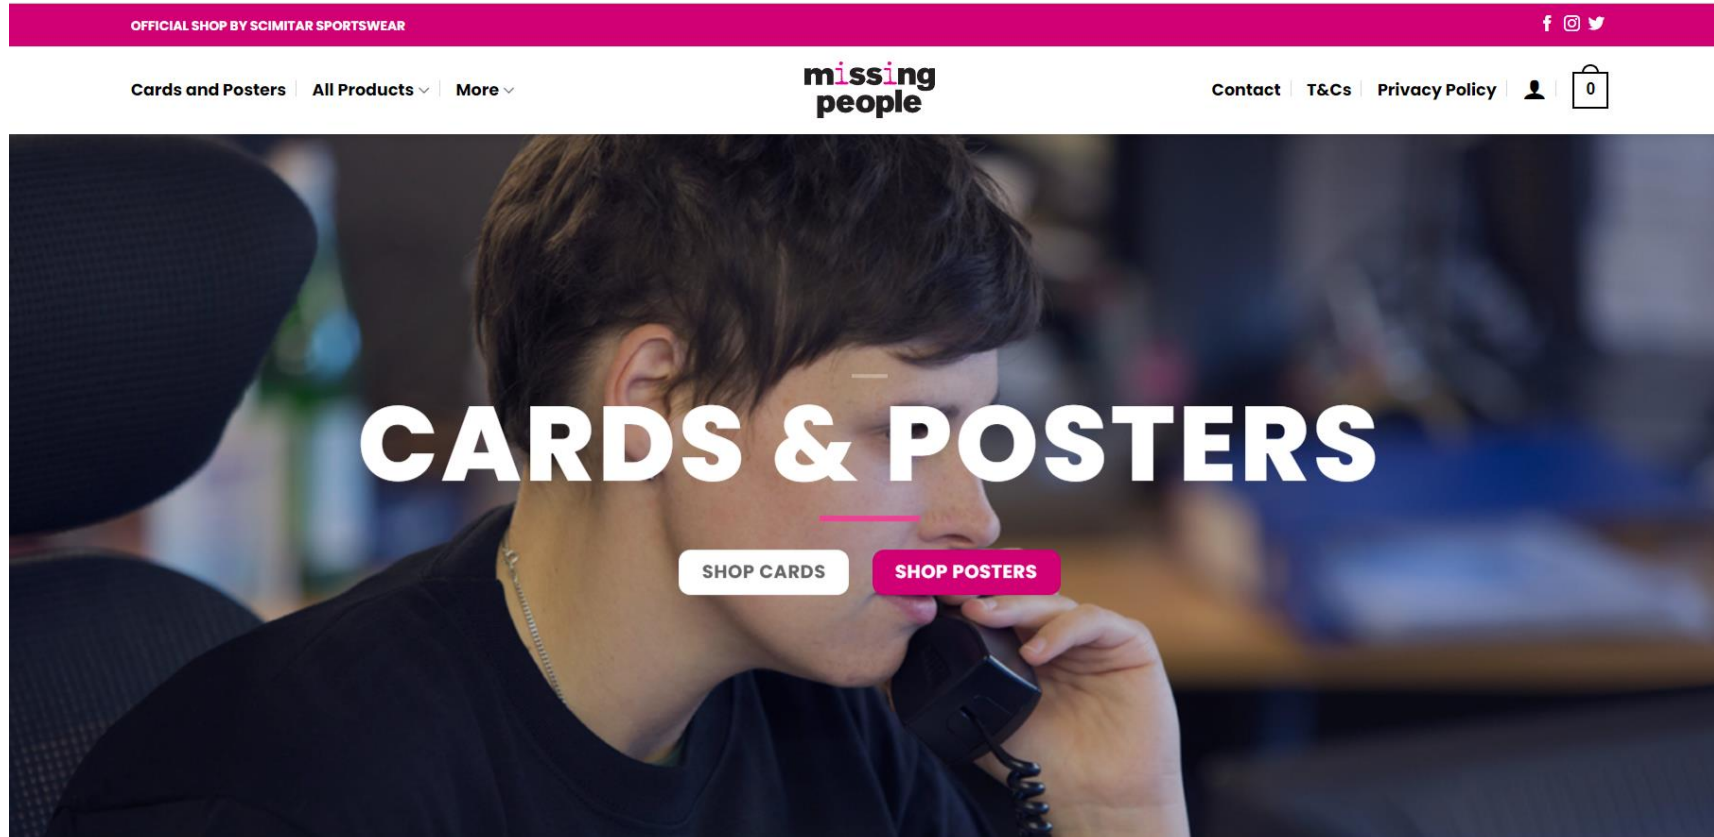 OFFICIAL SHOP BY SCIMITAR SPORTSWEAR
Cards and Posters
All Products
More
missing
people
Contact
T&Cs
Privacy Policy
0
CARDS & POSTERS
SHOP CARDS
SHOP POSTERS